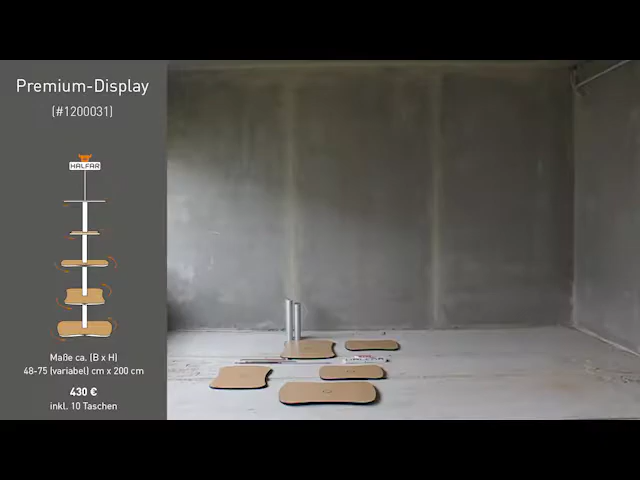 Premium-Display
(#1200031)
HALFAR
Maße ca. (B x H)
48-75 (variabel) cm x 200 cm
430 €
inkl. 10 Taschen